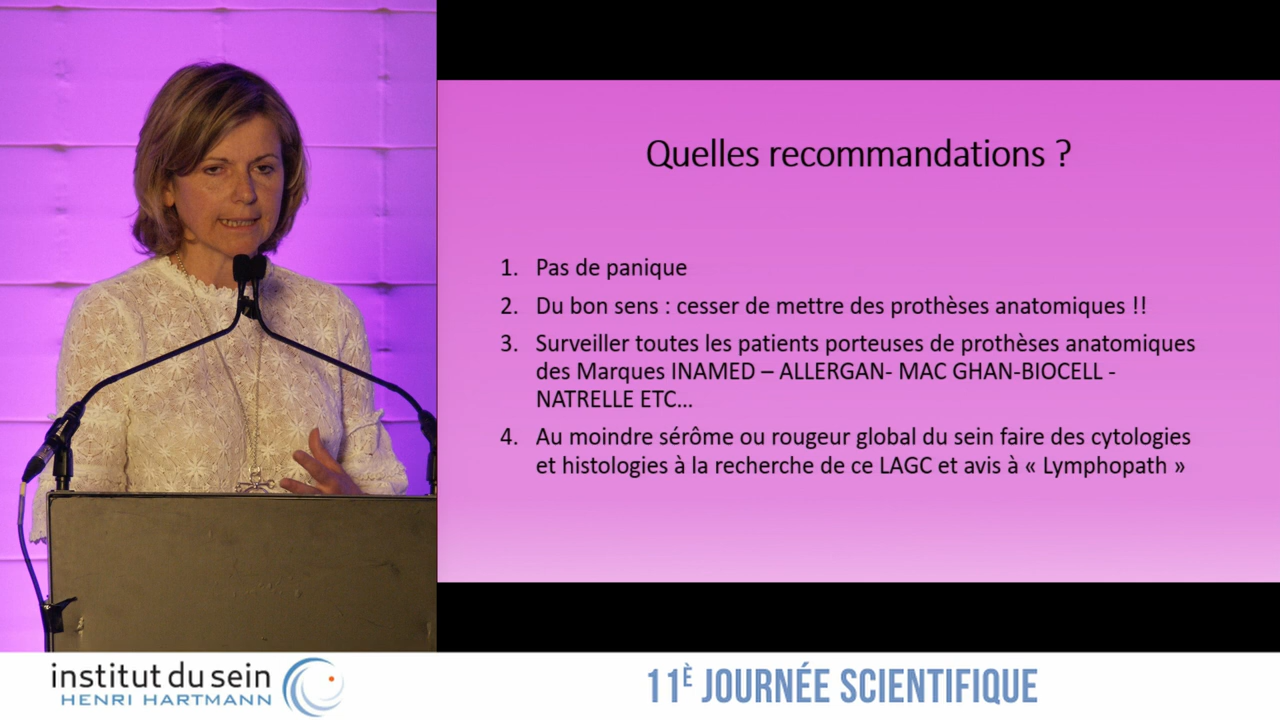 Quelles recommandations ?
1. Pas de panique
2. Du bon sens : cesser de mettre des prothèses anatomiques !!
3. Surveiller toutes les patients porteuses de prothèses anatomiques
des Marques INAMED – ALLERGAN- MAC GHAN-BIOCELL -
NATRELLE ETC...
4. Au moindre sérôme ou rougeur global du sein faire des cytologies
et histologies à la recherche de ce LAGC et avis à « Lymphopath »
institut du sein
HENRI HARTMANN
11È JOURNÉE SCIENTIFIQUE